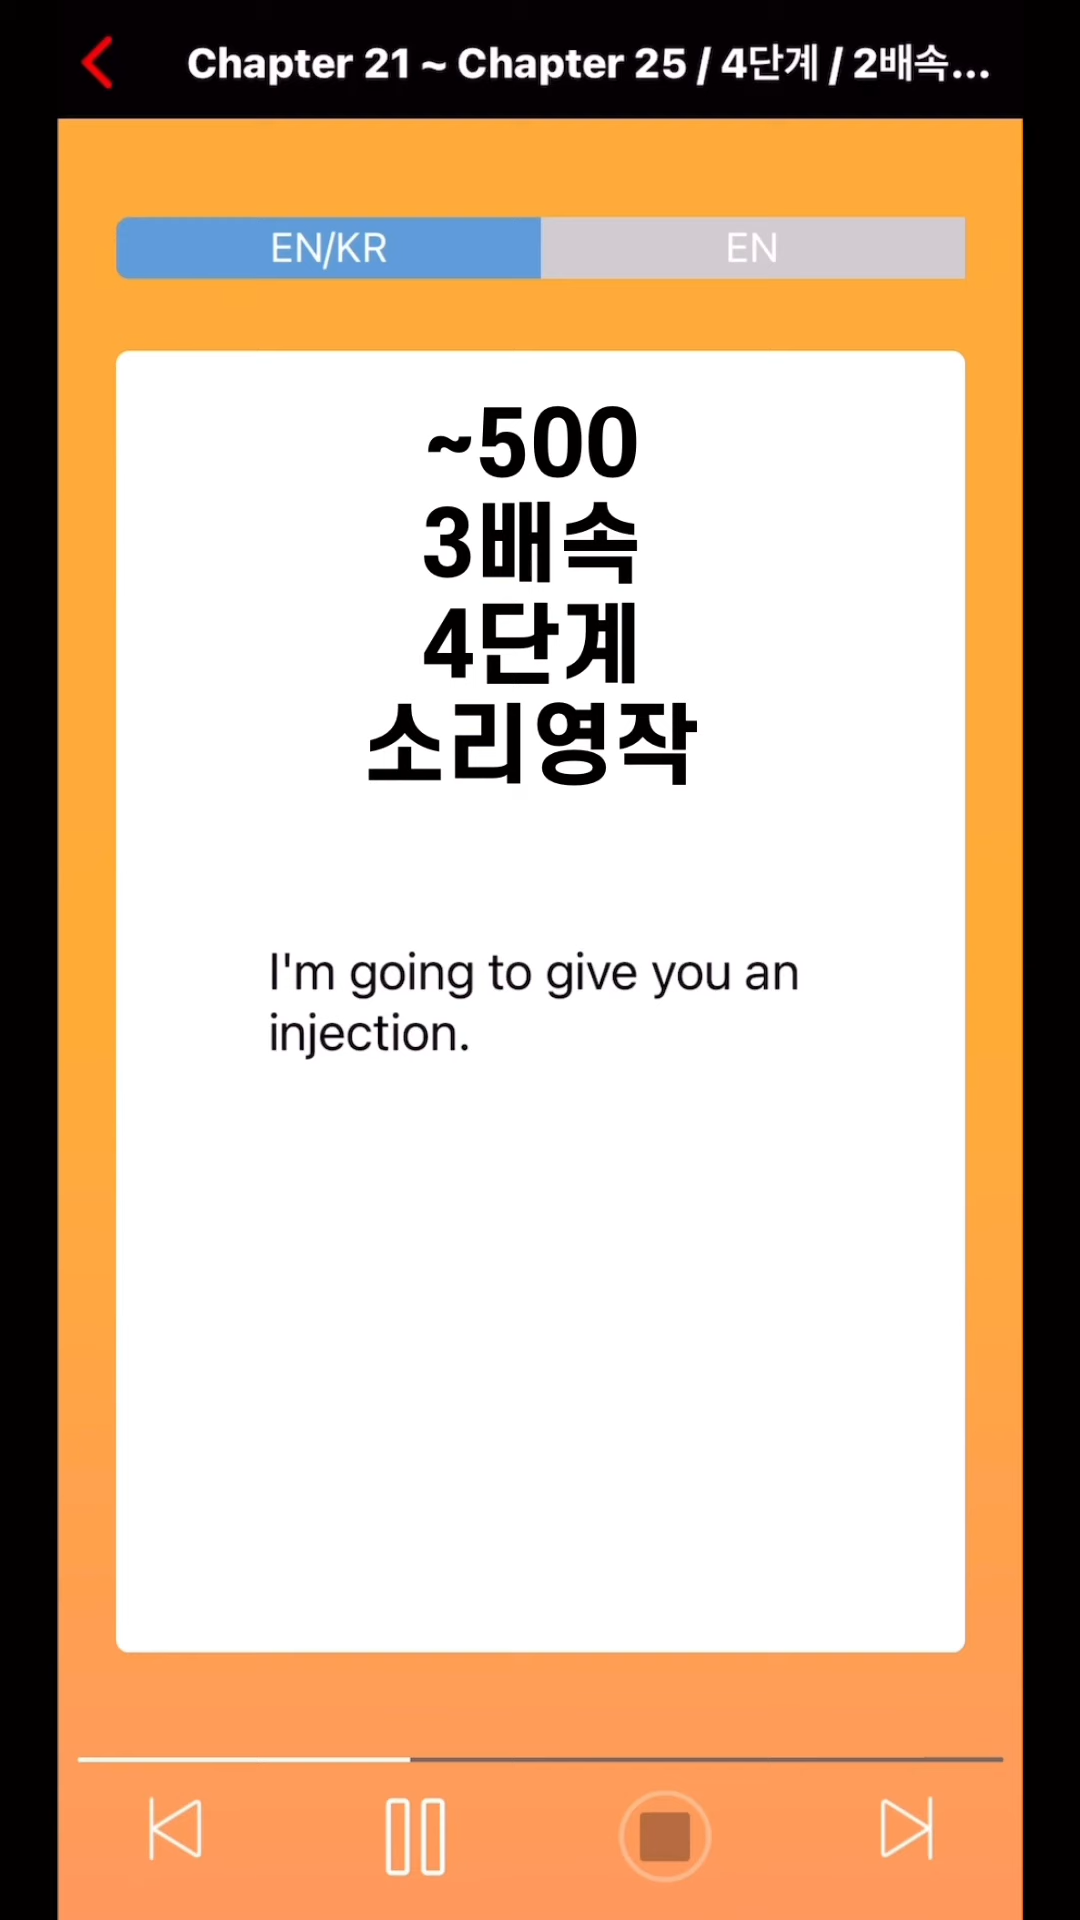 Chapter 21 ~ Chapter 25 / 4단계 / 2배속...
EN/KR
EN
~500
3배속
4단계
소리영작
I'm going to give you an
injection.